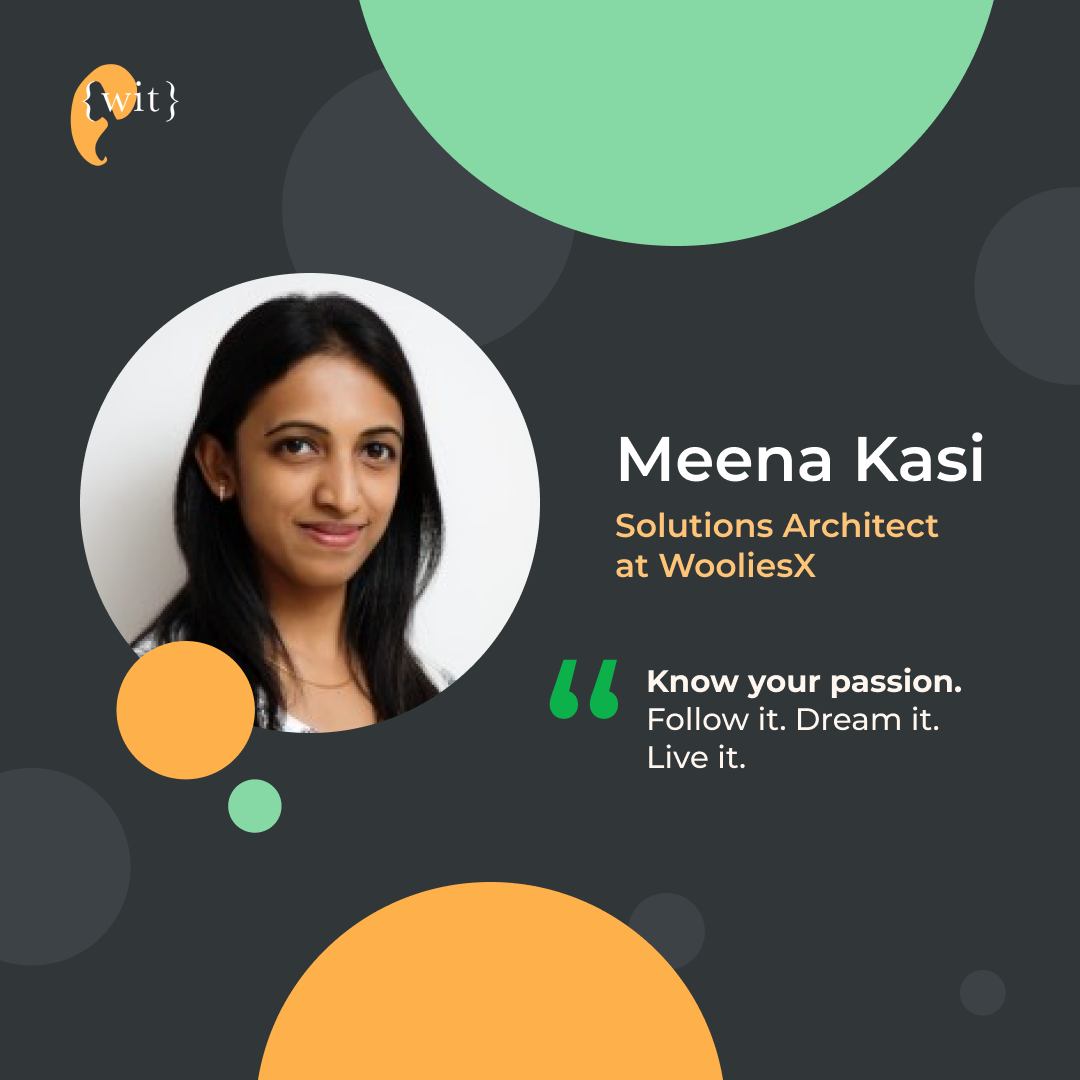 {wit}
Meena Kasi
Solutions Architect
at WooliesX
“
Know your passion.
Follow it. Dream it.
Live it.